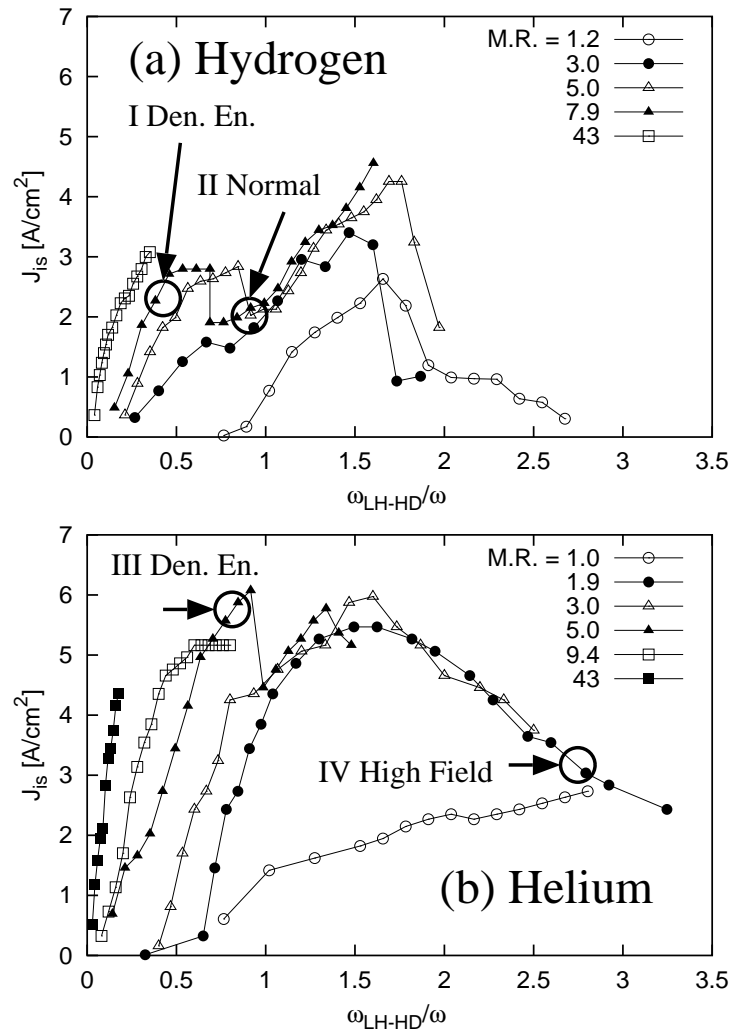 7
6
5
4
3
2
1
0
J_is [A/cm²]
(a) Hydrogen
I Den. En.
II Normal
M.R. = 1.2
3.0
5.0
7.9
43
0 0.5 1 1.5 2 2.5 3 3.5
ω_LH-HD/ω
7
6
5
4
3
2
1
0
J_is [A/cm²]
III Den. En.
M.R. = 1.0
1.9
3.0
5.0
9.4
43
IV High Field
(b) Helium
0 0.5 1 1.5 2 2.5 3 3.5
ω_LH-HD/ω